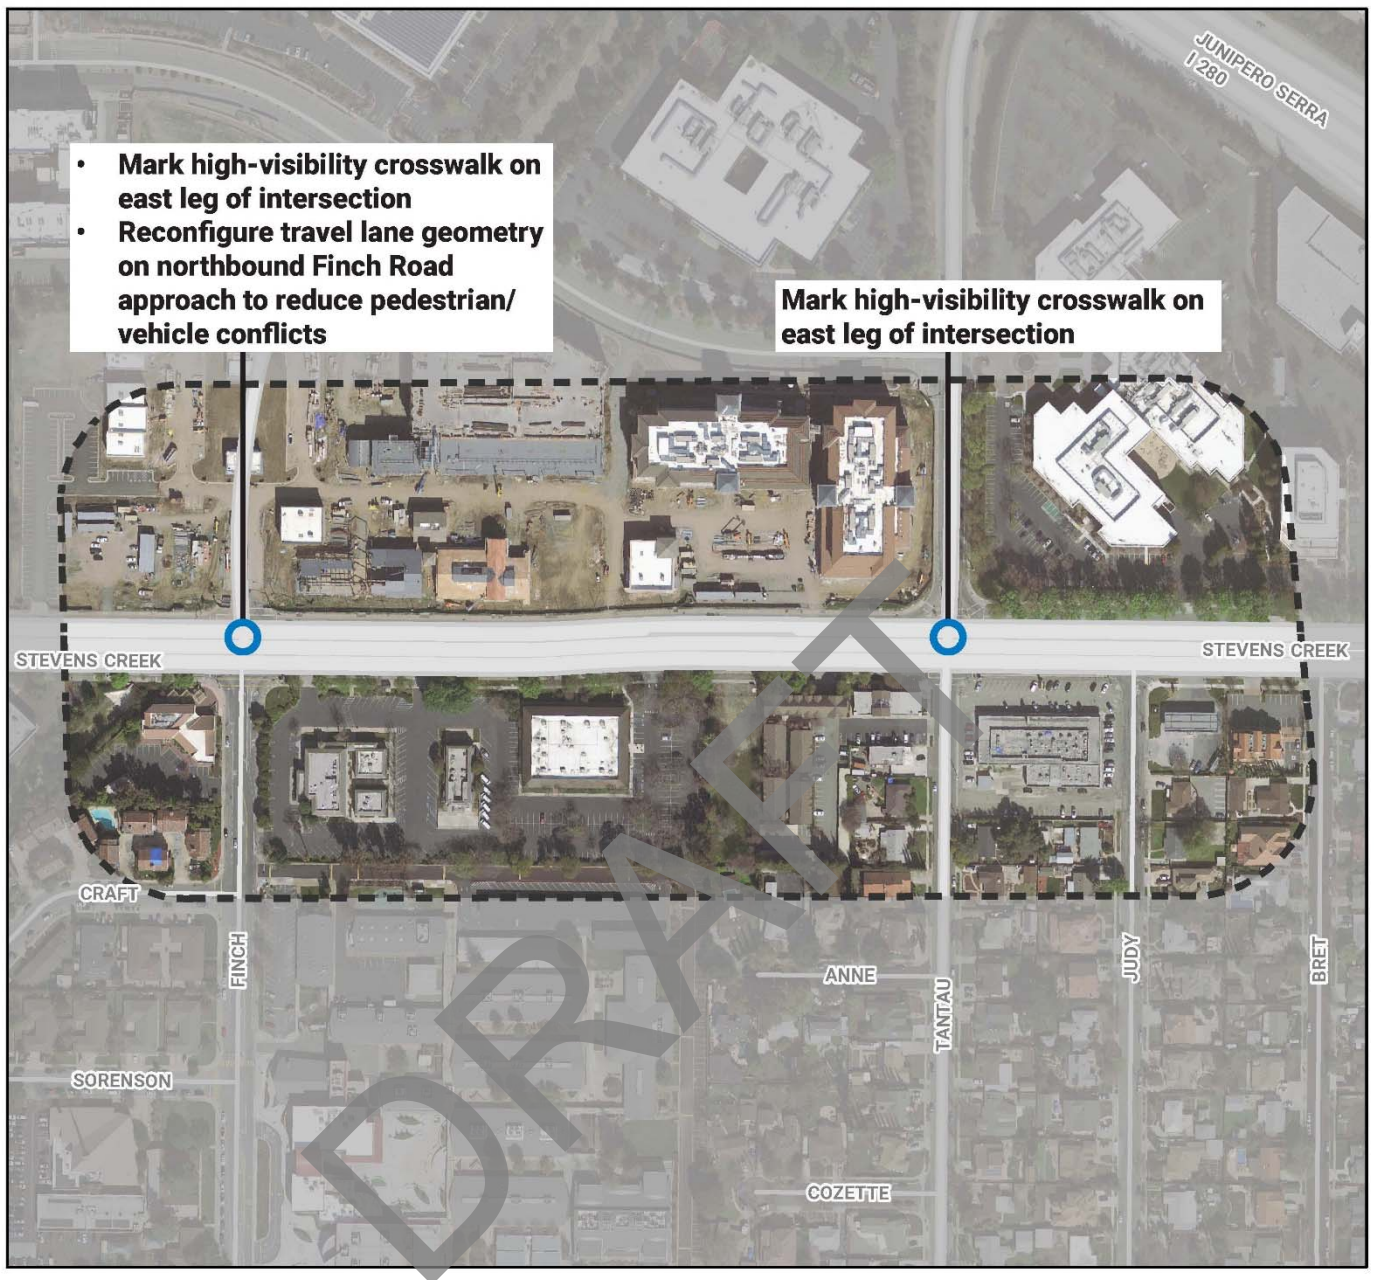 JUNIPERO SERRA
I 280
• Mark high-visibility crosswalk on
east leg of intersection
• Reconfigure travel lane geometry
on northbound Finch Road
approach to reduce pedestrian/
vehicle conflicts
Mark high-visibility crosswalk on
east leg of intersection
STEVENS CREEK
STEVENS CREEK
CRAFT
FINCH
ANNE
TANTAU
JUDY
BRET
SORENSON
COZETTE
DRAFT